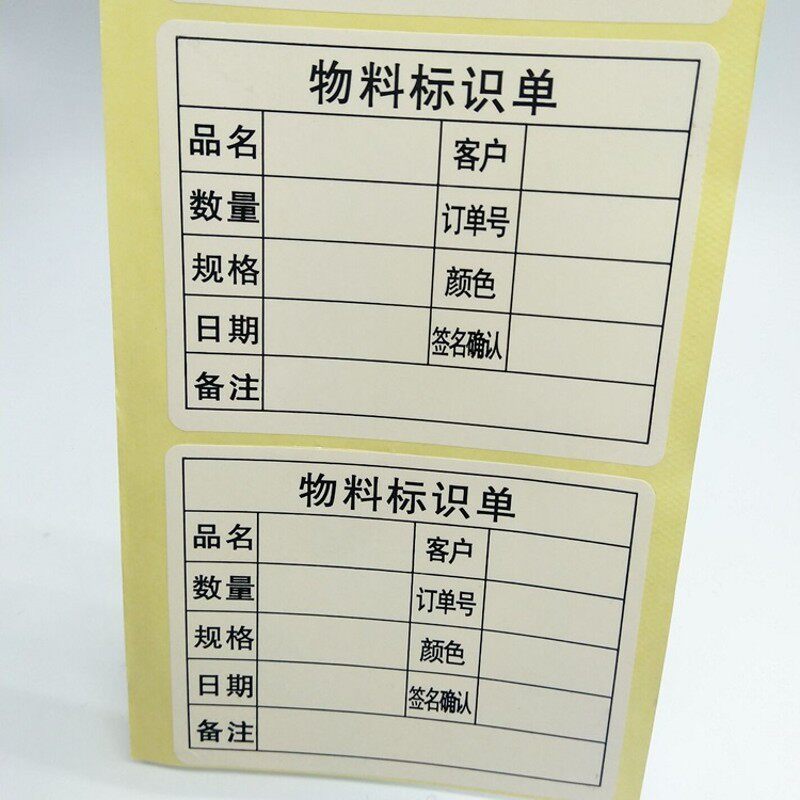 物料标识单
品名 客户
数量 订单号
规格 颜色
日期 签名确认
备注
物料标识单
品名 客户
数量 订单号
规格 颜色
日期 签名确认
备注